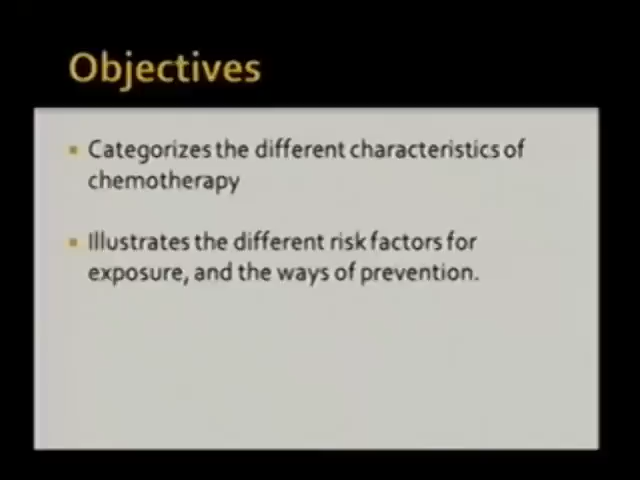 Objectives
Categorizes the different characteristics of
chemotherapy
Illustrates the different risk factors for
exposure, and the ways of prevention.